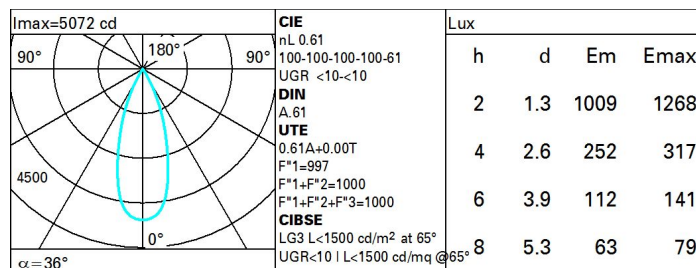 Imax=5072 cd
90°
180°
90°
4500
0°
α=36°
CIE
nL 0.61
100-100-100-100-61
UGR <10-<10
DIN
A.61
UTE
0.61A+0.00T
F"1=997
F"1+F"2=1000
F"1+F"2+F"3=1000
CIBSE
LG3 L<1500 cd/m² at 65°
UGR<10 | L<1500 cd/mq @65°
Lux
h d Em Emax
2 1.3 1009 1268
4 2.6 252 317
6 3.9 112 141
8 5.3 63 79